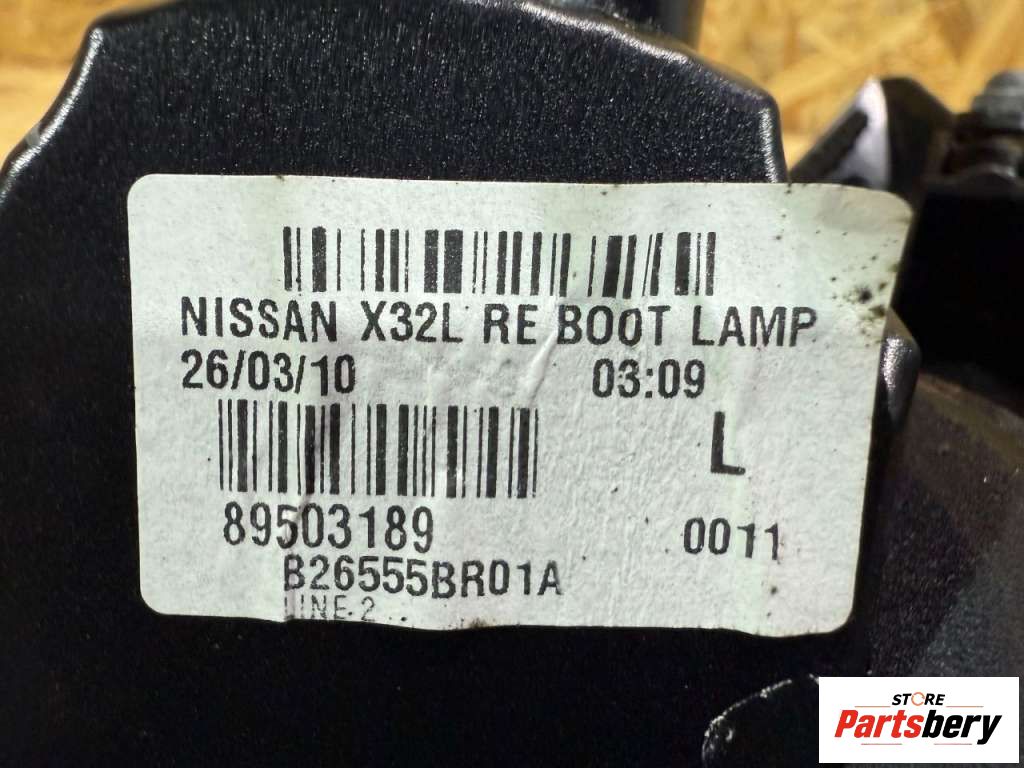 NISSAN X32L RE BOOT LAMP
26/03/10 03:09
L
89503189 0011
B26555BR01A
LINE 2
STORE
Partsbery